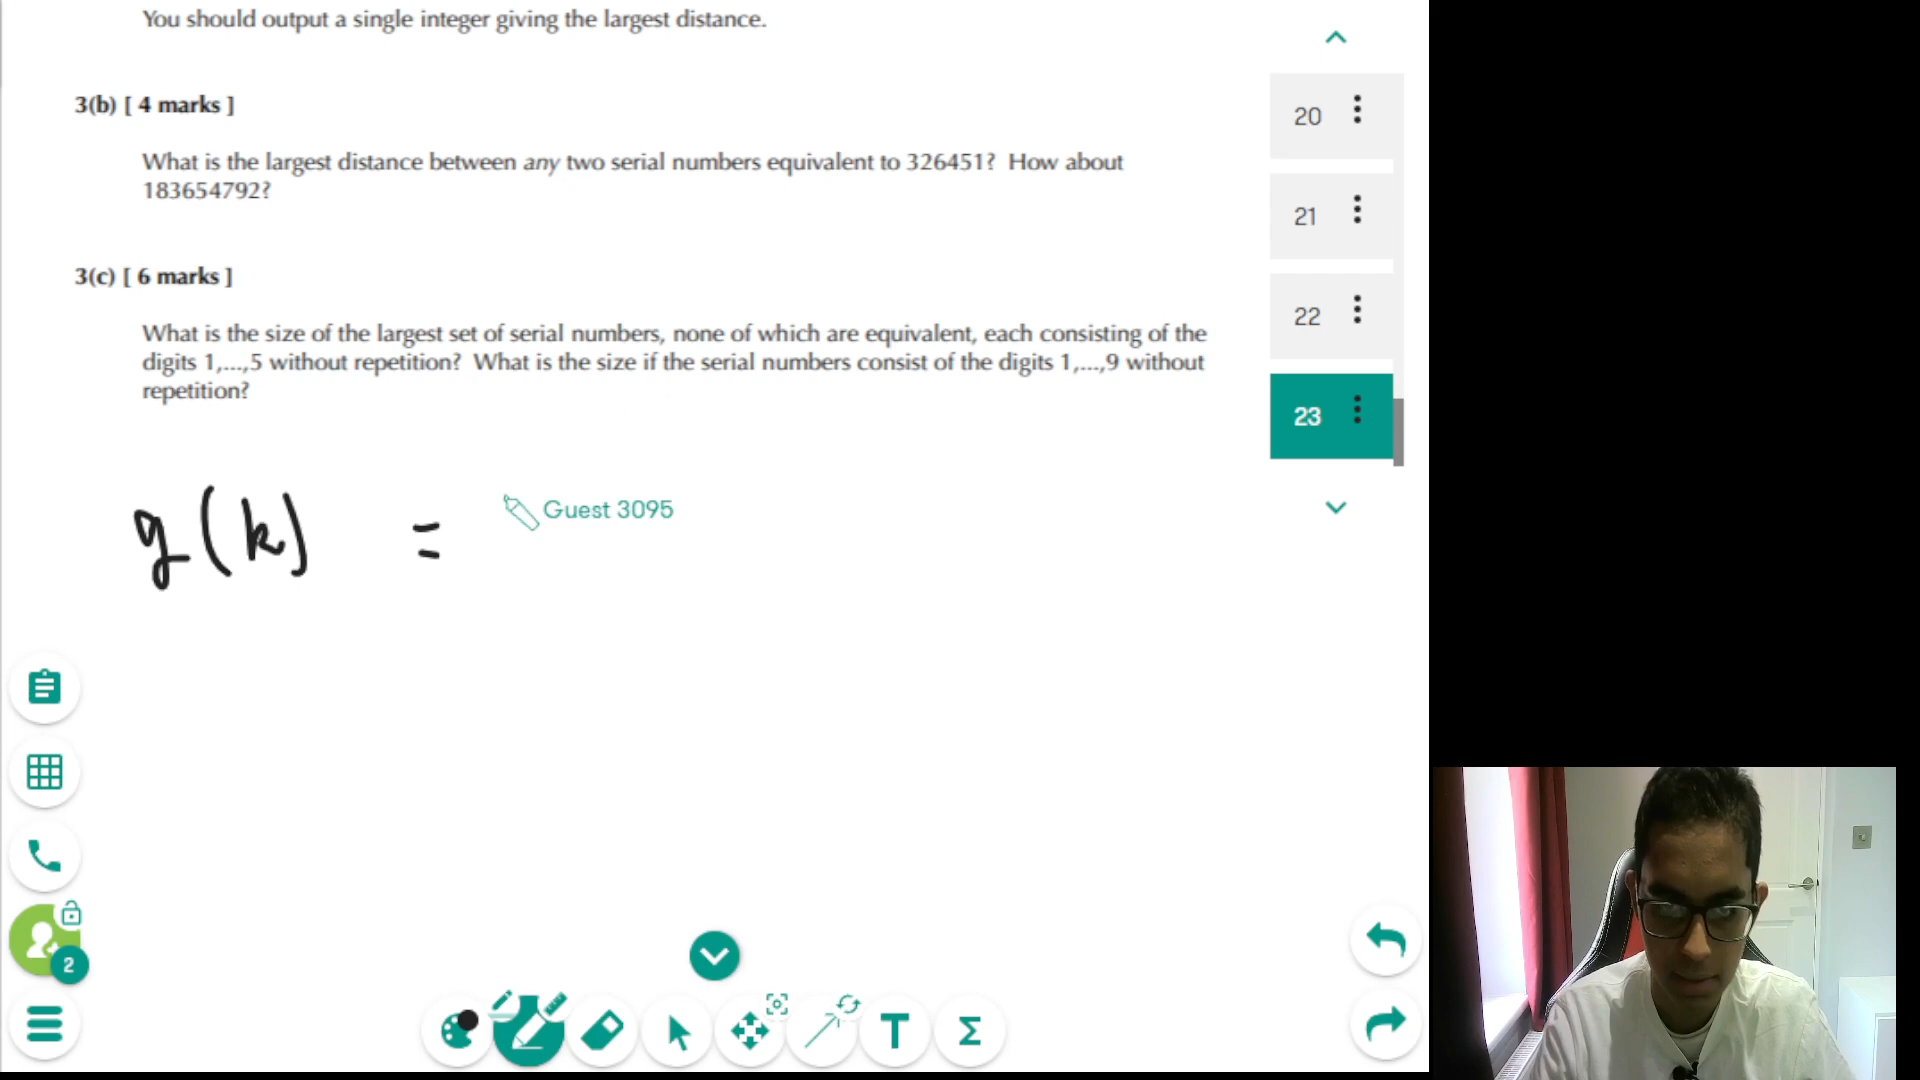 You should output a single integer giving the largest distance.
3(b) [ 4 marks ]
What is the largest distance between any two serial numbers equivalent to 326451? How about
183654792?
3(c) [ 6 marks ]
What is the size of the largest set of serial numbers, none of which are equivalent, each consisting of the
digits 1,...,5 without repetition? What is the size if the serial numbers consist of the digits 1,...,9 without
repetition?
g(k) =
Guest 3095
20
21
22
23
2
T
Σ